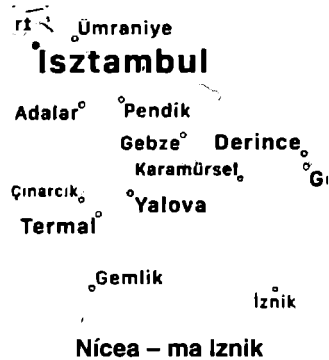 Ümraniye
Isztambul
Adalar
Pendik
Gebze
Derince
Karamürsel
Çınarcık
Yalova
Termal
Gemlik
İznik
Nícea – ma Iznik